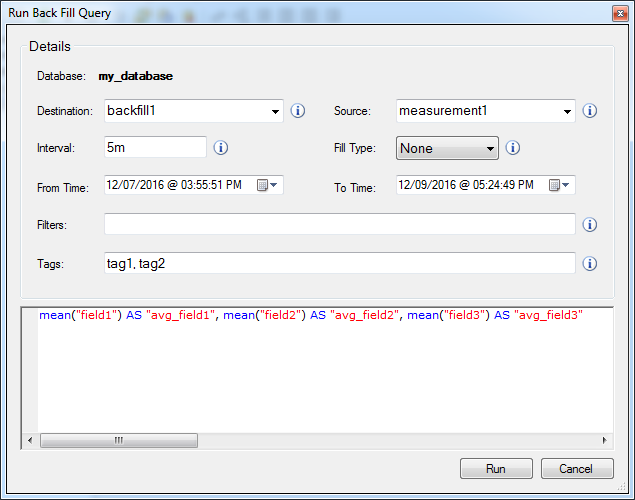 Run Back Fill Query
Details
Database: my_database
Destination: backfill1 Source: measurement1
Interval: 5m Fill Type: None
From Time: 12/07/2016 @ 03:55:51 PM To Time: 12/09/2016 @ 05:24:49 PM
Filters:
Tags: tag1, tag2
mean("field1") AS "avg_field1", mean("field2") AS "avg_field2", mean("field3") AS "avg_field3"
Run Cancel